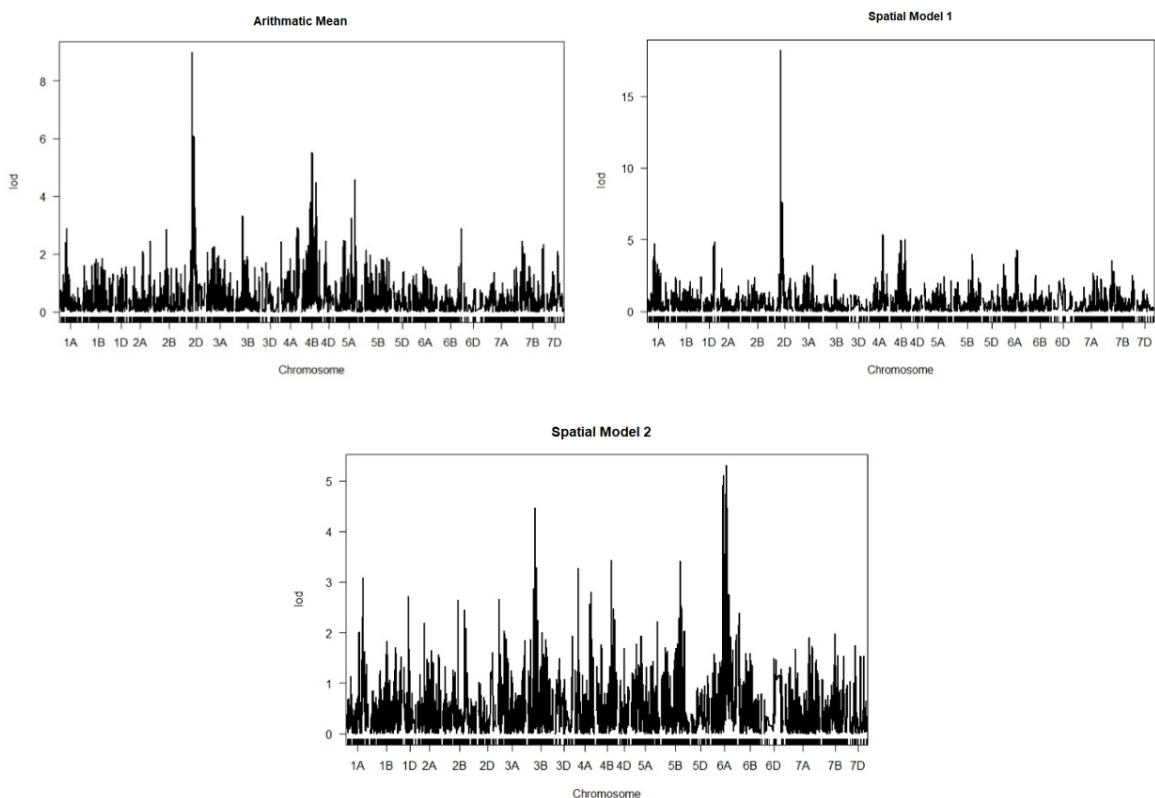 Arithmatic Mean
lod
8
6
4
2
0
1A 1B 1D 2A 2B 2D 3A 3B 3D 4A 4B 4D 5A 5B 5D 6A 6B 6D 7A 7B 7D
Chromosome
Spatial Model 1
lod
15
10
5
0
1A 1B 1D 2A 2B 2D 3A 3B 3D 4A 4B 4D 5A 5B 5D 6A 6B 6D 7A 7B 7D
Chromosome
Spatial Model 2
lod
5
4
3
2
1
0
1A 1B 1D 2A 2B 2D 3A 3B 3D 4A 4B 4D 5A 5B 5D 6A 6B 6D 7A 7B 7D
Chromosome